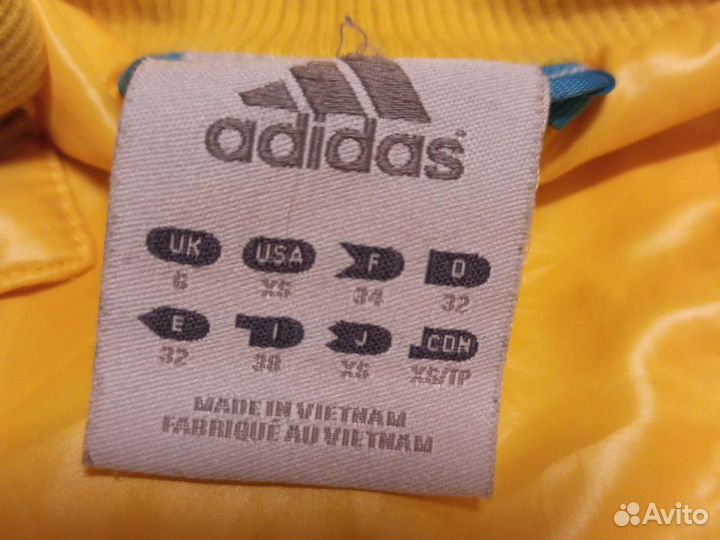 adidas
UK USA F D
6 XS 34 32
E I J CDN
32 38 XS XS/TP
MADE IN VIETNAM
FABRIQUÉ AU VIETNAM
Avito